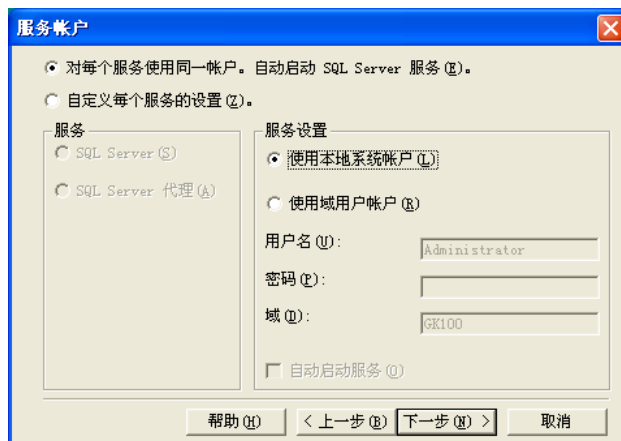 服务帐户
对每个服务使用同一帐户。自动启动 SQL Server 服务(E)。
自定义每个服务的设置(Z)。
服务
SQL Server(S)
SQL Server 代理(A)
服务设置
使用本地系统帐户(L)
使用域用户帐户(R)
用户名(U):
Administrator
密码(P):
域(D):
GK100
自动启动服务(O)
帮助(H)
< 上一步(B)
下一步(N) >
取消